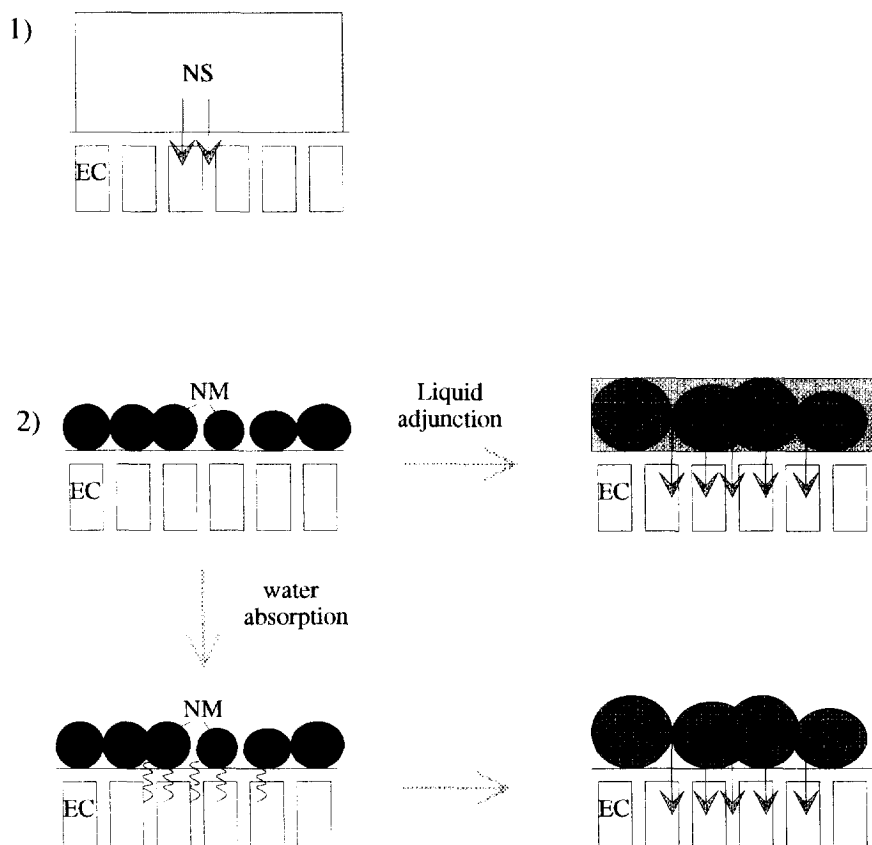 1)
NS
EC
2)
NM
EC
Liquid
adjunction
EC
water
absorption
NM
EC
EC